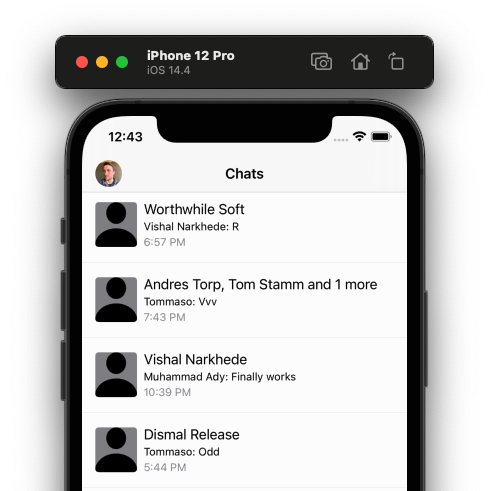 iPhone 12 Pro
iOS 14.4
12:43
Chats
Worthwhile Soft
Vishal Narkhede: R
6:57 PM
Andres Torp, Tom Stamm and 1 more
Tommaso: Vvv
7:43 PM
Vishal Narkhede
Muhammad Ady: Finally works
10:39 PM
Dismal Release
Tommaso: Odd
5:44 PM